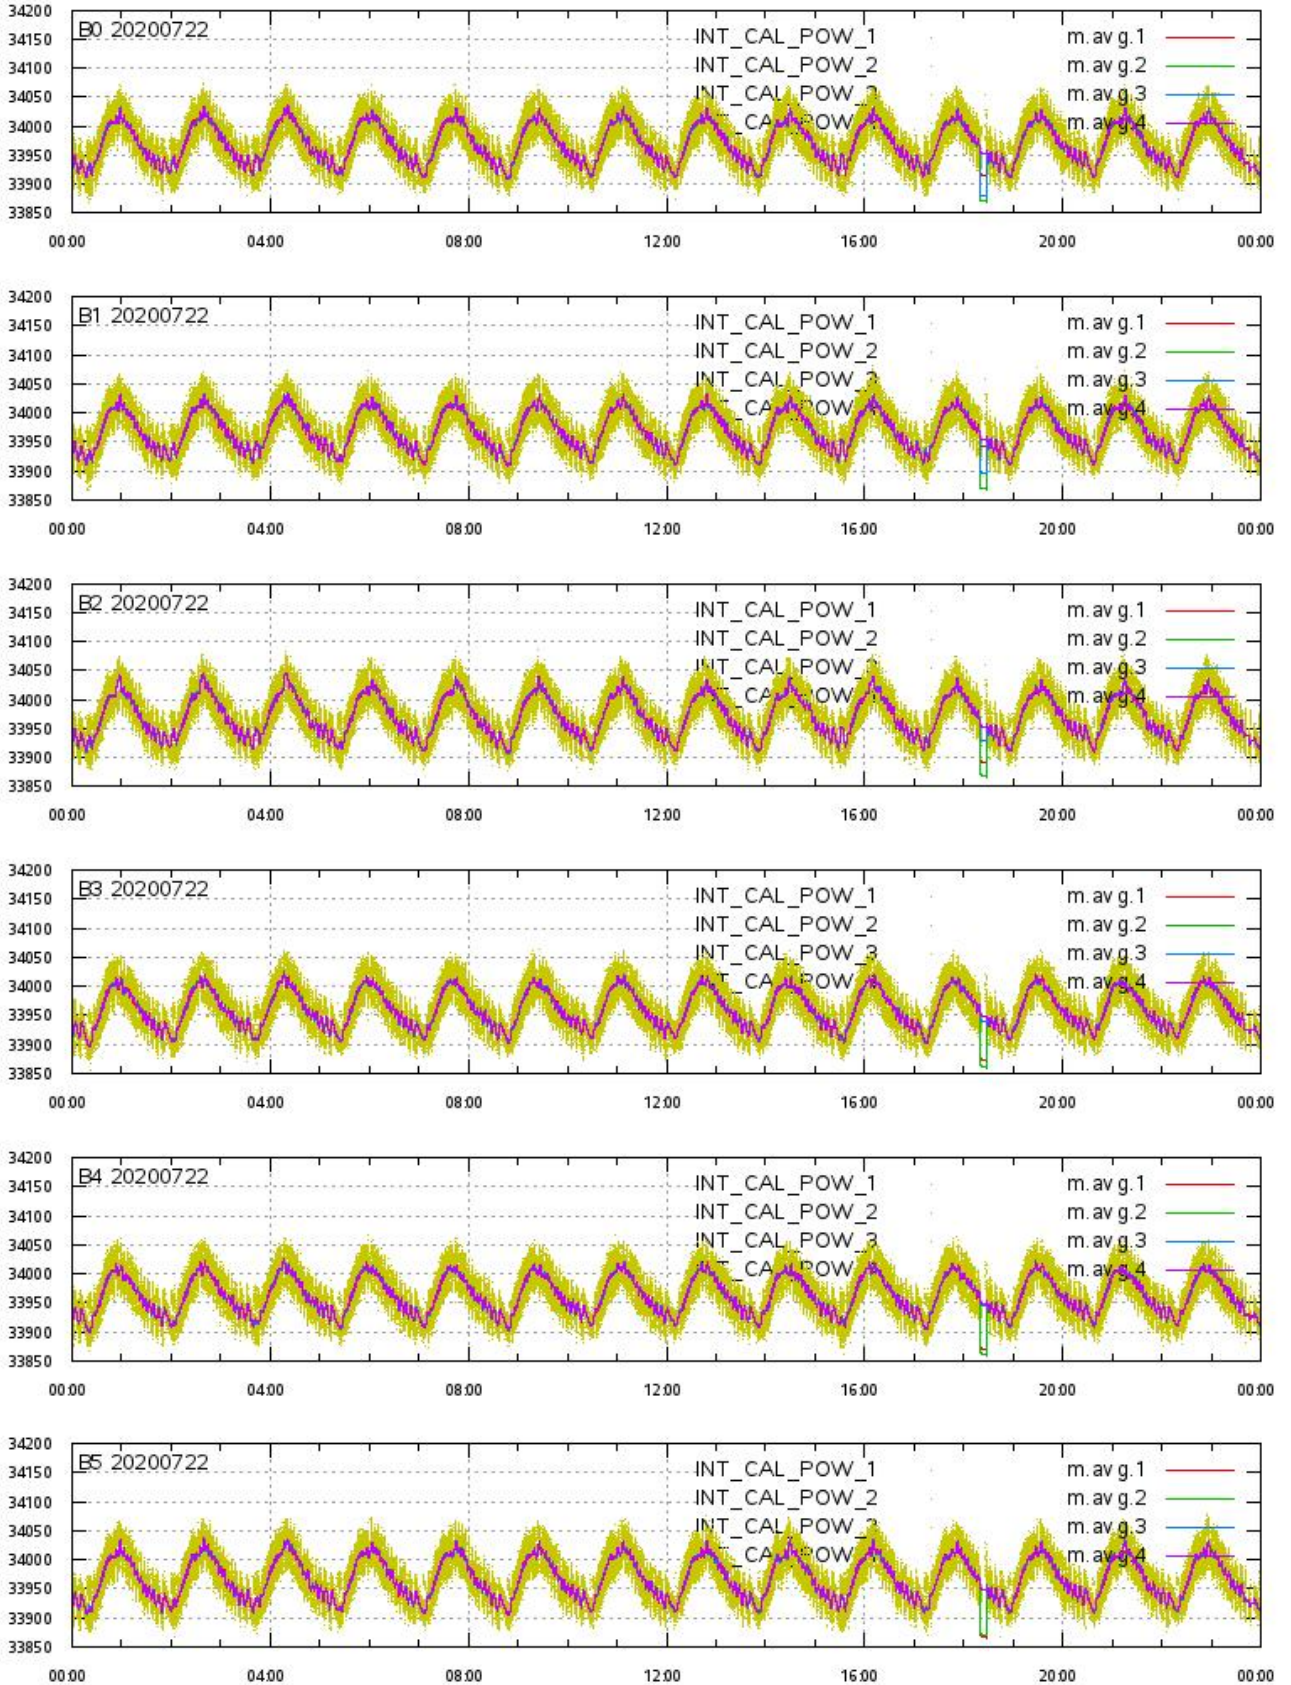 34200
B0 20200722 INT_CAL_POW_1 m.avg.1
34150
INT_CAL_POW_2 m.avg.2
34100
INT_CAL_POW_3 m.avg.3
34050
m.avg.4
34000
33950
33900
33850
00:00 04:00 08:00 12:00 16:00 20:00 00:00
34200
B1 20200722 INT_CAL_POW_1 m.avg.1
34150
INT_CAL_POW_2 m.avg.2
34100
INT_CAL_POW_3 m.avg.3
34050
m.avg.4
34000
33950
33900
33850
00:00 04:00 08:00 12:00 16:00 20:00 00:00
34200
B2 20200722 INT_CAL_POW_1 m.avg.1
34150
INT_CAL_POW_2 m.avg.2
34100
INT_CAL_POW_3 m.avg.3
34050
m.avg.4
34000
33950
33900
33850
00:00 04:00 08:00 12:00 16:00 20:00 00:00
34200
B3 20200722 INT_CAL_POW_1 m.avg.1
34150
INT_CAL_POW_2 m.avg.2
34100
INT_CAL_POW_3 m.avg.3
34050
m.avg.4
34000
33950
33900
33850
00:00 04:00 08:00 12:00 16:00 20:00 00:00
34200
B4 20200722 INT_CAL_POW_1 m.avg.1
34150
INT_CAL_POW_2 m.avg.2
34100
INT_CAL_POW_3 m.avg.3
34050
m.avg.4
34000
33950
33900
33850
00:00 04:00 08:00 12:00 16:00 20:00 00:00
34200
B5 20200722 INT_CAL_POW_1 m.avg.1
34150
INT_CAL_POW_2 m.avg.2
34100
INT_CAL_POW_3 m.avg.3
34050
m.avg.4
34000
33950
33900
33850
00:00 04:00 08:00 12:00 16:00 20:00 00:00